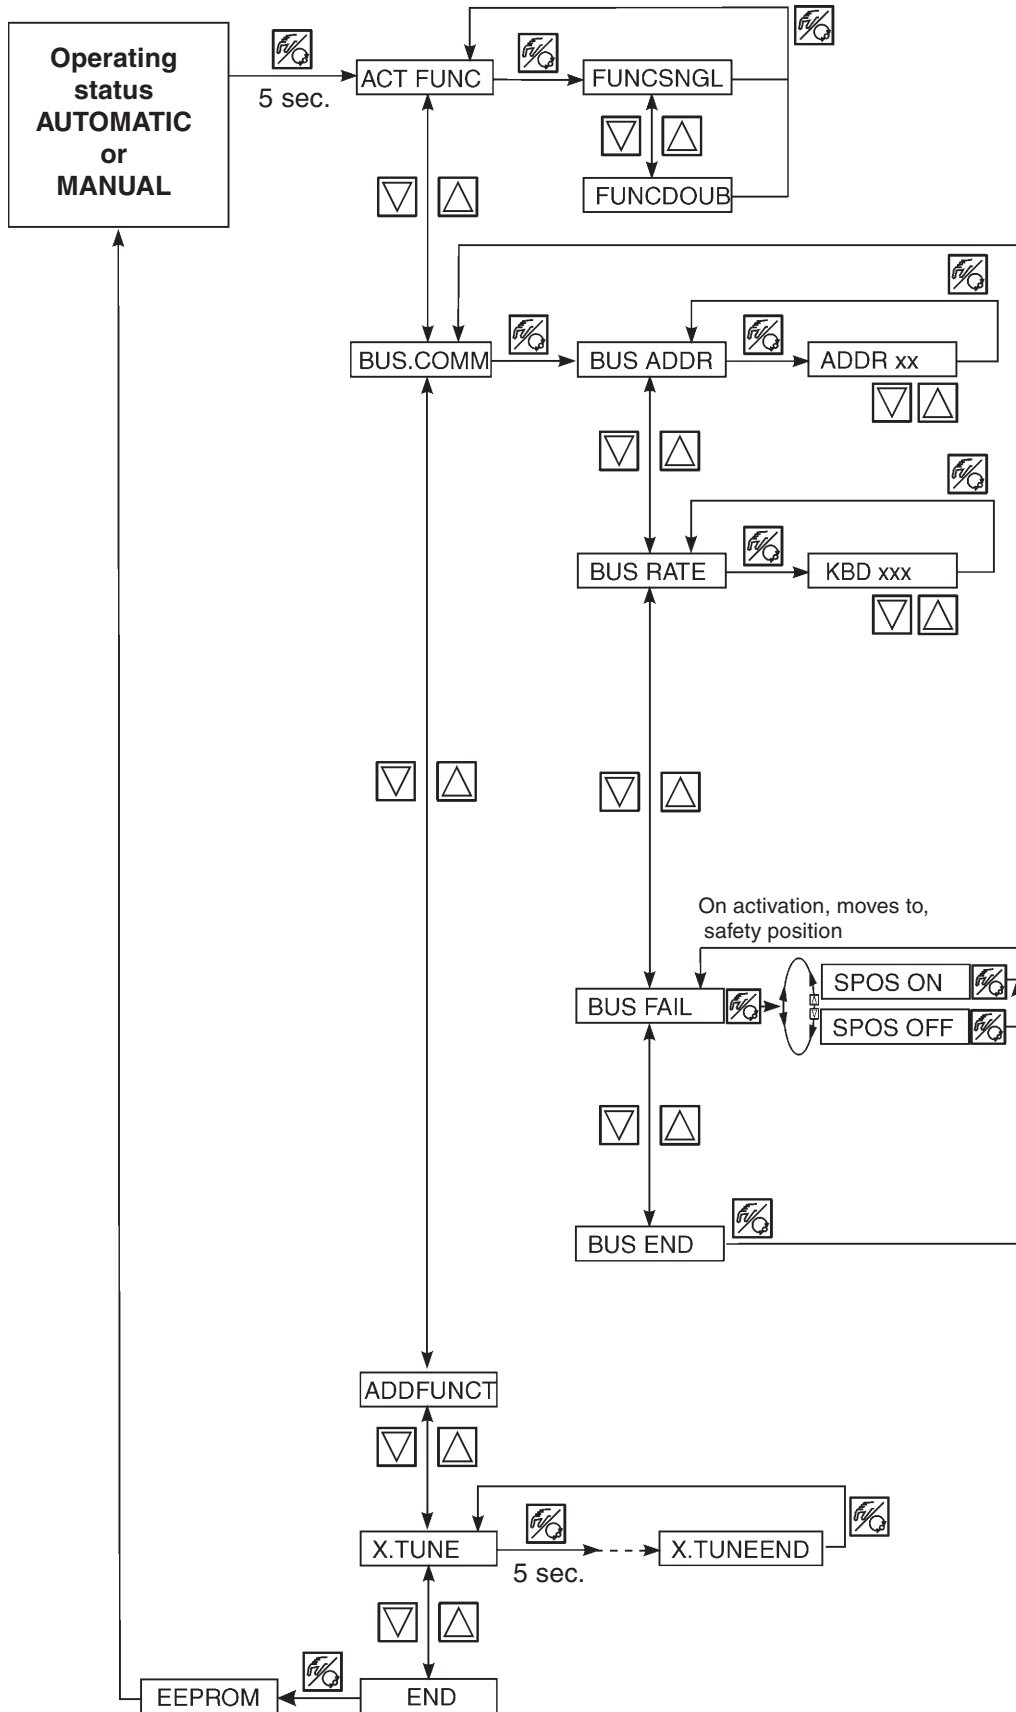 Operating
status
AUTOMATIC
or
MANUAL
5 sec.
ACT FUNC
FUNCSNGL
FUNCDOUB
BUS.COMM
BUS ADDR
ADDR xx
BUS RATE
KBD xxx
On activation, moves to,
safety position
BUS FAIL
SPOS ON
SPOS OFF
BUS END
ADDFUNCT
X.TUNE
5 sec.
X.TUNEEND
EEPROM
END